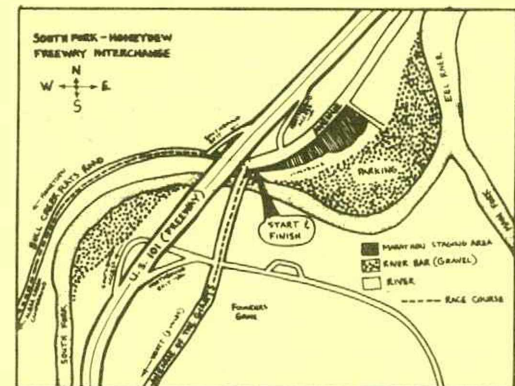 SOUTH FORK - HONEYDEW
FREEWAY INTERCHANGE
N
W E
S
EEL RIVER
BULL CREEK FLATS ROAD
PARKING
MAIN FORK
START &
FINISH
U.S. 101 (FREEWAY)
MARATHON STAGING AREA
RIVER BAR (GRAVEL)
RIVER
RACE COURSE
FOUNDERS
GROVE
SOUTH FORK
AVENUE OF THE GIANTS